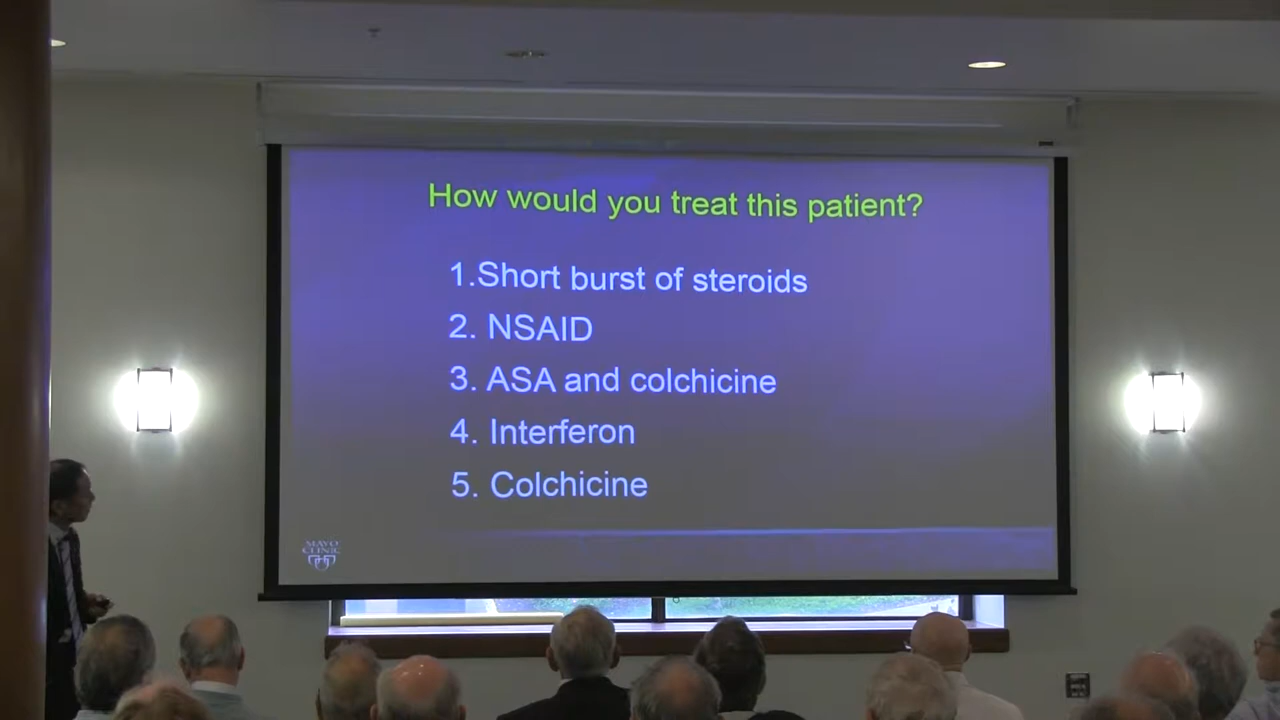 How would you treat this patient?
1.Short burst of steroids
2. NSAID
3. ASA and colchicine
4. Interferon
5. Colchicine
MAYO
CLINIC